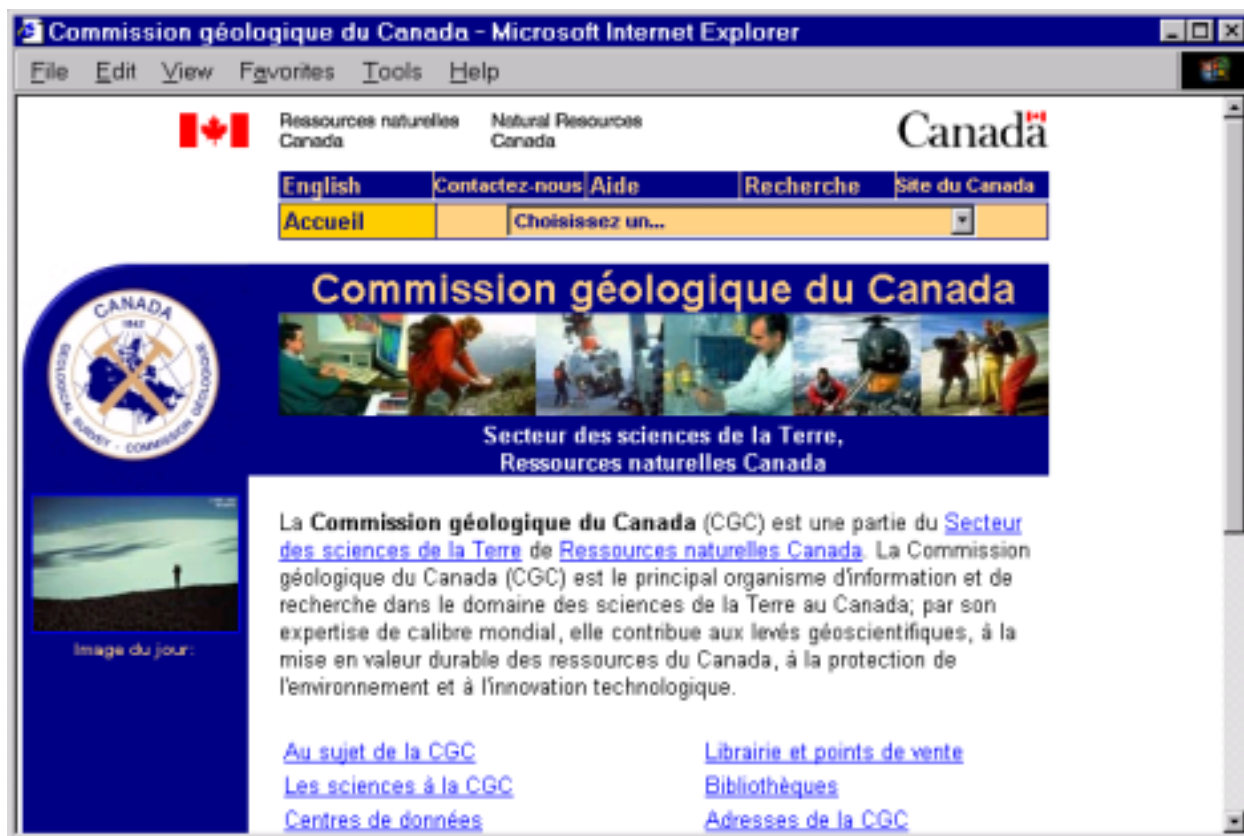 Commission géologique du Canada - Microsoft Internet Explorer
File Edit View Favorites Tools Help
Ressources naturelles Canada
Natural Resources Canada
Canada
English Contactez-nous Aide Recherche Site du Canada
Accueil Choisissez un...
Commission géologique du Canada
CANADA
1842
GEOLOGICAL SURVEY - COMMISSION GÉOLOGIQUE
Secteur des sciences de la Terre,
Ressources naturelles Canada
Image du jour:
La Commission géologique du Canada (CGC) est une partie du Secteur
des sciences de la Terre de Ressources naturelles Canada. La Commission
géologique du Canada (CGC) est le principal organisme d'information et de
recherche dans le domaine des sciences de la Terre au Canada; par son
expertise de calibre mondial, elle contribue aux levés géoscientifiques, à la
mise en valeur durable des ressources du Canada, à la protection de
l'environnement et à l'innovation technologique.
Au sujet de la CGC
Librairie et points de vente
Les sciences à la CGC
Bibliothèques
Centres de données
Adresses de la CGC